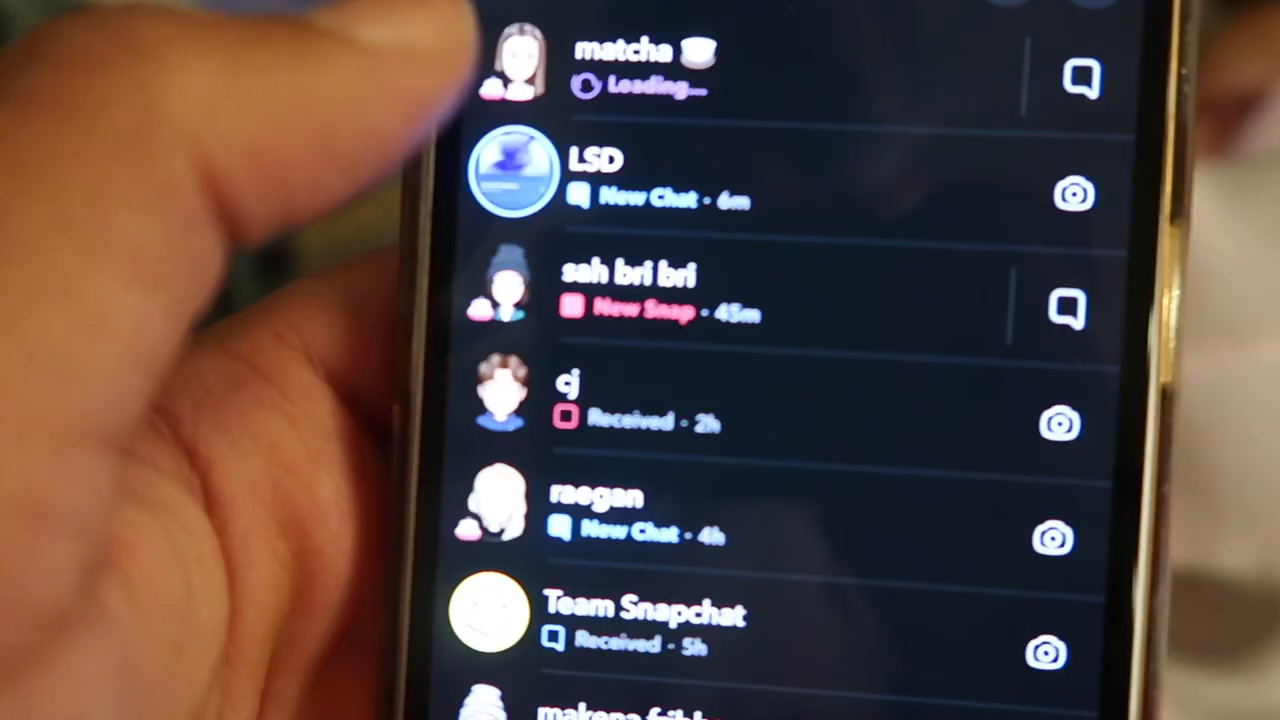 matcha
Loading...
LSD
New Chat · 6m
sah bri bri
New Snap · 45m
cj
Received · 2h
raegan
New Chat · 4h
Team Snapchat
Received · 5h
makena